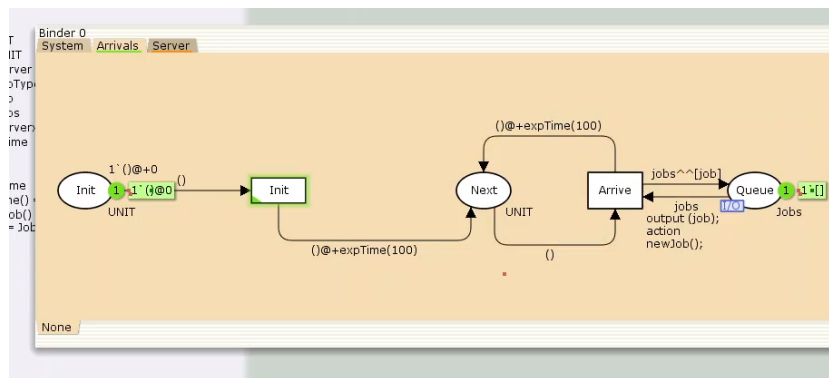 Binder 0
System Arrivals Server
1`()@+0
()@+expTime(100)
Init
1
1`()@0
()
Init
Next
Arrive
jobs^^[job]
Queue
1
1`[]
UNIT
UNIT
jobs
I/O
Jobs
output (job);
action
newJob();
()@+expTime(100)
()
None